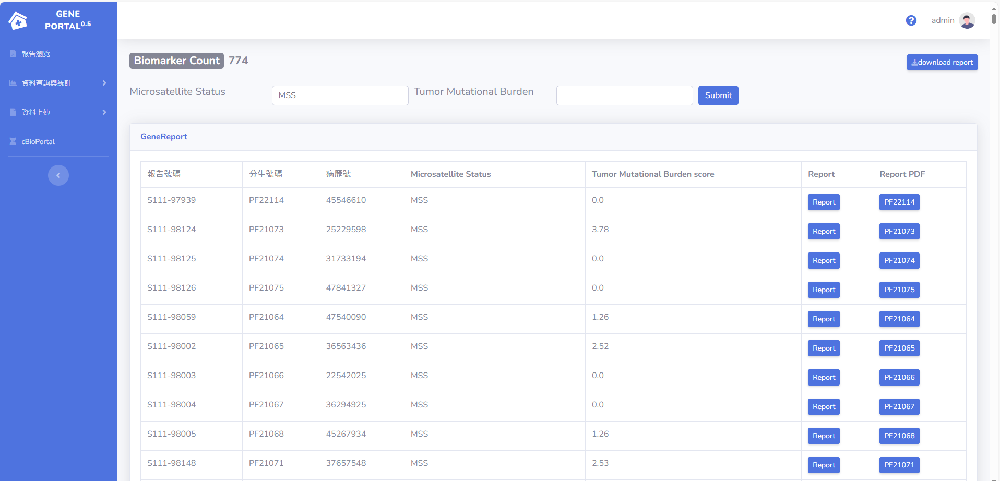 GENE
PORTAL0.5
報告瀏覽
資料查詢與統計
資料上傳
cBioPortal
admin
Biomarker Count 774
download report
Microsatellite Status MSS Tumor Mutational Burden Submit
GeneReport
報告號碼 分生號碼 病歷號 Microsatellite Status Tumor Mutational Burden score Report Report PDF
S111-97939 PF22114 45546610 MSS 0.0 Report PF22114
S111-98124 PF21073 25229598 MSS 3.78 Report PF21073
S111-98125 PF21074 31733194 MSS 0.0 Report PF21074
S111-98126 PF21075 47841327 MSS 0.0 Report PF21075
S111-98059 PF21064 47540090 MSS 1.26 Report PF21064
S111-98002 PF21065 36563436 MSS 2.52 Report PF21065
S111-98003 PF21066 22542025 MSS 0.0 Report PF21066
S111-98004 PF21067 36294925 MSS 0.0 Report PF21067
S111-98005 PF21068 45267934 MSS 1.26 Report PF21068
S111-98148 PF21071 37657548 MSS 2.53 Report PF21071